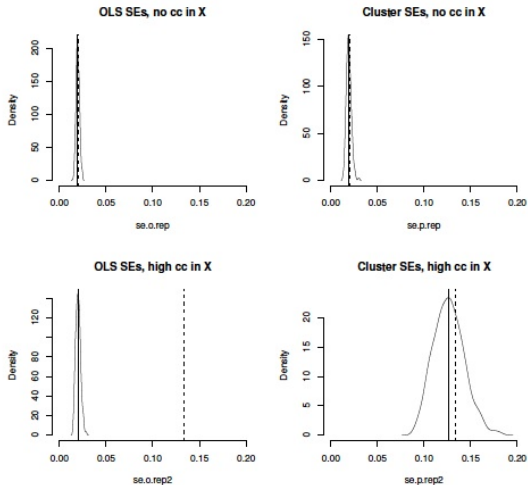 OLS SEs, no cc in X
Density
0 50 100 150 200
0.00 0.05 0.10 0.15 0.20
se.o.rep
Cluster SEs, no cc in X
Density
0 50 100 150
0.00 0.05 0.10 0.15 0.20
se.p.rep
OLS SEs, high cc in X
Density
0 20 40 60 80 120
0.00 0.05 0.10 0.15 0.20
se.o.rep2
Cluster SEs, high cc in X
Density
0 5 10 15 20
0.00 0.05 0.10 0.15 0.20
se.p.rep2